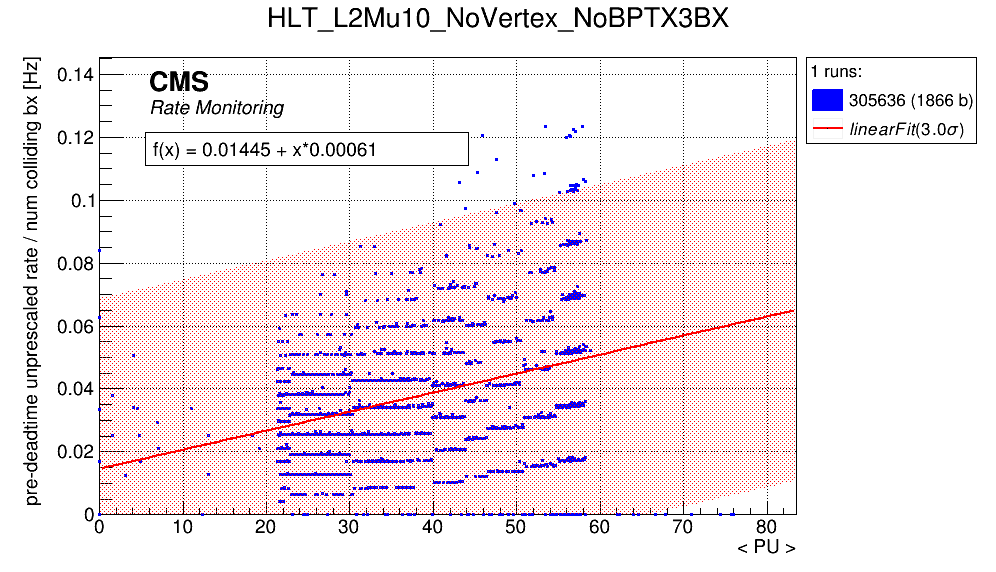 HLT_L2Mu10_NoVertex_NoBPTX3BX
pre-deadtime unprescaled rate / num colliding bx [Hz]
CMS
Rate Monitoring
f(x) = 0.01445 + x*0.00061
1 runs:
305636 (1866 b)
linearFit(3.0σ)
0.14
0.12
0.1
0.08
0.06
0.04
0.02
0
0 10 20 30 40 50 60 70 80
< PU >